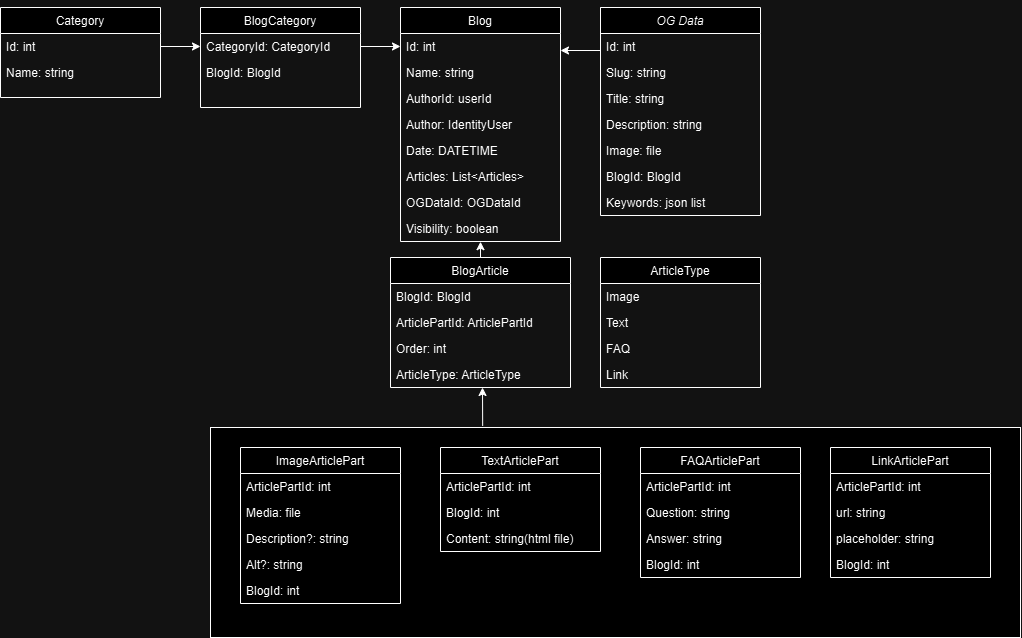 Category
Id: int
Name: string
BlogCategory
CategoryId: CategoryId
BlogId: BlogId
Blog
Id: int
Name: string
AuthorId: userId
Author: IdentityUser
Date: DATETIME
Articles: List<Articles>
OGDataId: OGDataId
Visibility: boolean
OG Data
Id: int
Slug: string
Title: string
Description: string
Image: file
BlogId: BlogId
Keywords: json list
BlogArticle
BlogId: BlogId
ArticlePartId: ArticlePartId
Order: int
ArticleType: ArticleType
ArticleType
Image
Text
FAQ
Link
ImageArticlePart
ArticlePartId: int
Media: file
Description?: string
Alt?: string
BlogId: int
TextArticlePart
ArticlePartId: int
BlogId: int
Content: string(html file)
FAQArticlePart
ArticlePartId: int
Question: string
Answer: string
BlogId: int
LinkArticlePart
ArticlePartId: int
url: string
placeholder: string
BlogId: int